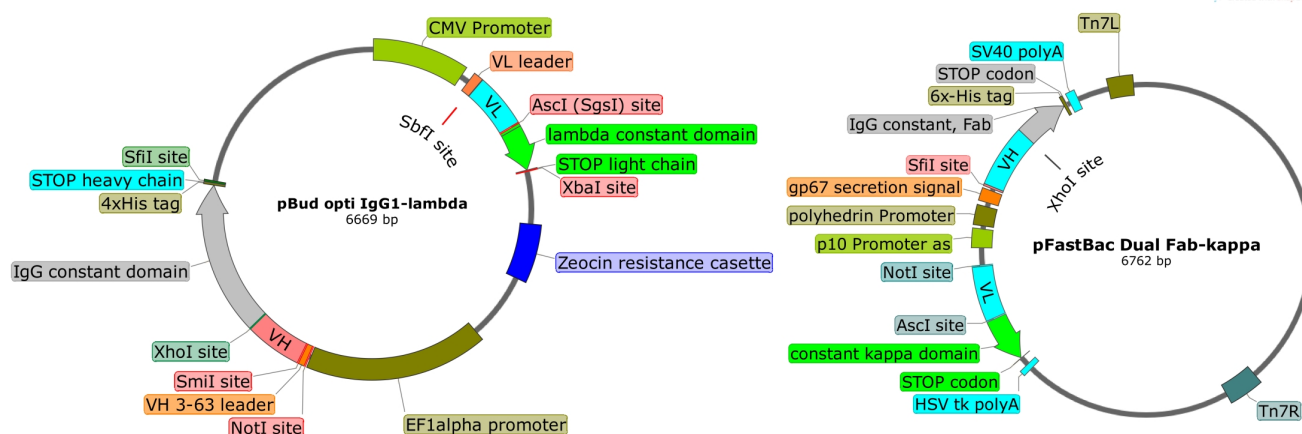 CMV Promoter
VL leader
VL
SbfI site
AscI (SgsI) site
lambda constant domain
STOP light chain
XbaI site
SfiI site
STOP heavy chain
4xHis tag
pBud opti IgG1-lambda
6669 bp
IgG constant domain
Zeocin resistance casette
XhoI site
VH
SmiI site
VH 3-63 leader
NotI site
EF1alpha promoter
Tn7L
SV40 polyA
STOP codon
6x-His tag
IgG constant, Fab
VH
XhoI site
SfiI site
gp67 secretion signal
polyhedrin Promoter
p10 Promoter as
pFastBac Dual Fab-kappa
6762 bp
NotI site
VL
AscI site
constant kappa domain
STOP codon
HSV tk polyA
Tn7R